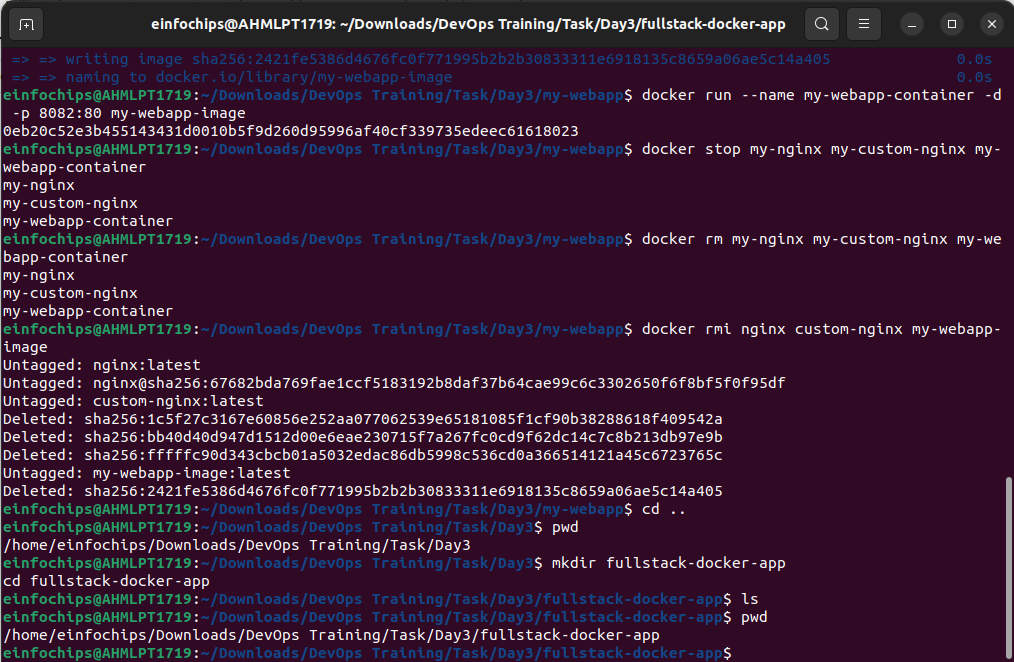 einfochips@AHMLPT1719: ~/Downloads/DevOps Training/Task/Day3/fullstack-docker-app
=> => writing image sha256:2421fe5386d4676fc0f771995b2b2b30833311e6918135c8659a06ae5c14a405 0.0s
=> => naming to docker.io/library/my-webapp-image 0.0s
einfochips@AHMLPT1719:~/Downloads/DevOps Training/Task/Day3/my-webapp$ docker run --name my-webapp-container -d
-p 8082:80 my-webapp-image
0eb20c52e3b455143431d0010b5f9d260d95996af40cf339735edeec61618023
einfochips@AHMLPT1719:~/Downloads/DevOps Training/Task/Day3/my-webapp$ docker stop my-nginx my-custom-nginx my-
webapp-container
my-nginx
my-custom-nginx
my-webapp-container
einfochips@AHMLPT1719:~/Downloads/DevOps Training/Task/Day3/my-webapp$ docker rm my-nginx my-custom-nginx my-we
bapp-container
my-nginx
my-custom-nginx
my-webapp-container
einfochips@AHMLPT1719:~/Downloads/DevOps Training/Task/Day3/my-webapp$ docker rmi nginx custom-nginx my-webapp-
image
Untagged: nginx:latest
Untagged: nginx@sha256:67682bda769fae1ccf5183192b8daf37b64cae99c6c3302650f6f8bf5f0f95df
Untagged: custom-nginx:latest
Deleted: sha256:1c5f27c3167e60856e252aa077062539e65181085f1cf90b38288618f409542a
Deleted: sha256:bb40d40d947d1512d00e6eae230715f7a267fc0cd9f62dc14c7c8b213db97e9b
Deleted: sha256:fffffc90d343cbcb01a5032edac86db5998c536cd0a366514121a45c6723765c
Untagged: my-webapp-image:latest
Deleted: sha256:2421fe5386d4676fc0f771995b2b2b30833311e6918135c8659a06ae5c14a405
einfochips@AHMLPT1719:~/Downloads/DevOps Training/Task/Day3/my-webapp$ cd ..
einfochips@AHMLPT1719:~/Downloads/DevOps Training/Task/Day3$ pwd
/home/einfochips/Downloads/DevOps Training/Task/Day3
einfochips@AHMLPT1719:~/Downloads/DevOps Training/Task/Day3$ mkdir fullstack-docker-app
cd fullstack-docker-app
einfochips@AHMLPT1719:~/Downloads/DevOps Training/Task/Day3/fullstack-docker-app$ ls
einfochips@AHMLPT1719:~/Downloads/DevOps Training/Task/Day3/fullstack-docker-app$ pwd
/home/einfochips/Downloads/DevOps Training/Task/Day3/fullstack-docker-app
einfochips@AHMLPT1719:~/Downloads/DevOps Training/Task/Day3/fullstack-docker-app$